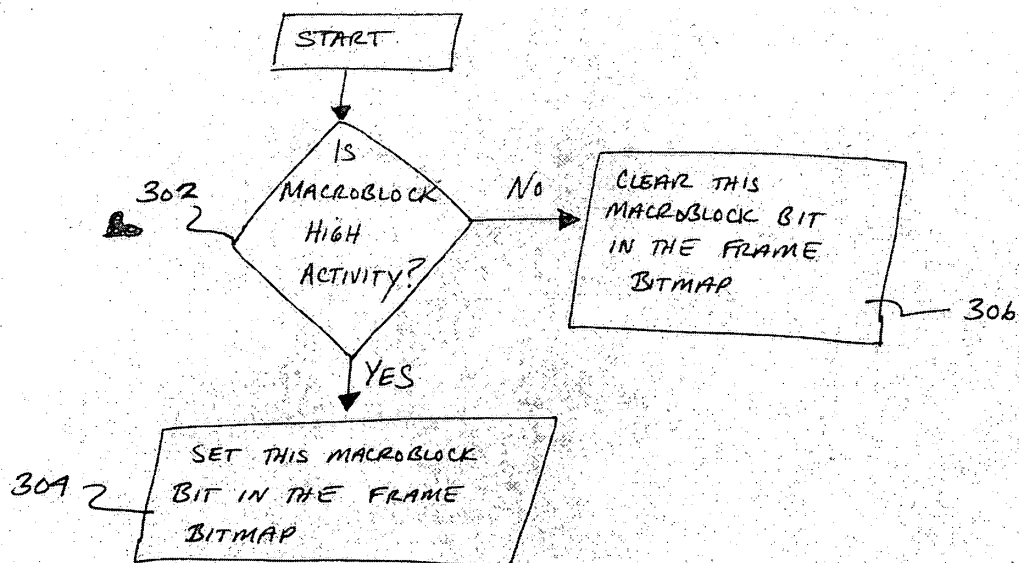 START
IS
MACROBLOCK
HIGH
ACTIVITY?
302
NO
CLEAR THIS
MACROBLOCK BIT
IN THE FRAME
BITMAP
306
YES
SET THIS MACROBLOCK
BIT IN THE FRAME
BITMAP
304